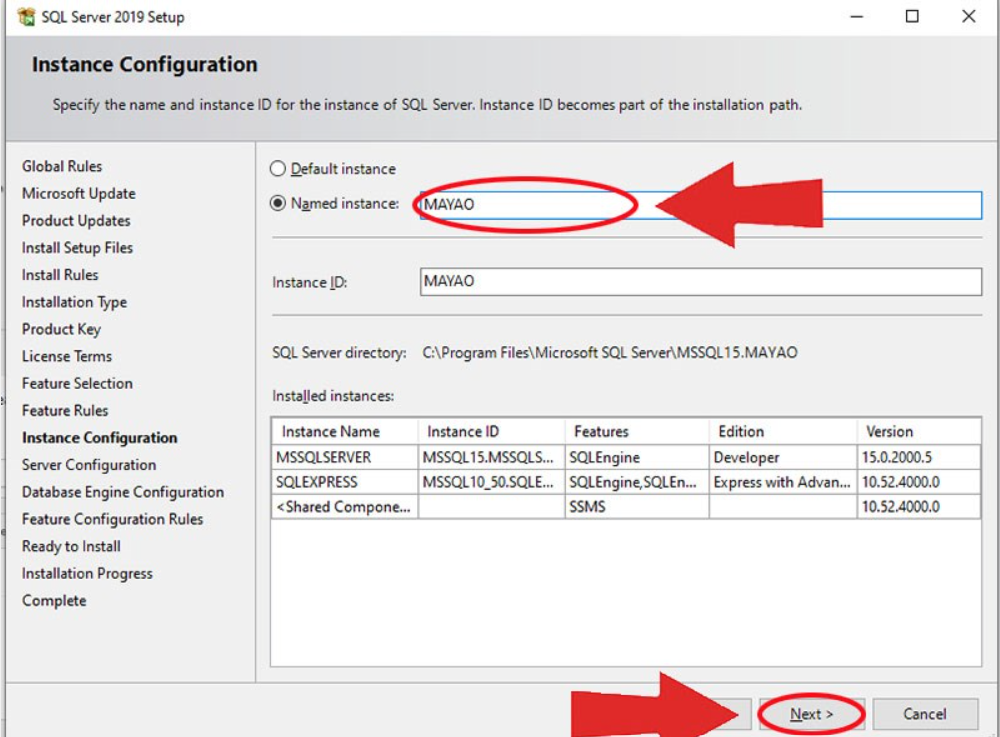 SQL Server 2019 Setup
Instance Configuration
Specify the name and instance ID for the instance of SQL Server. Instance ID becomes part of the installation path.
Global Rules
Microsoft Update
Product Updates
Install Setup Files
Install Rules
Installation Type
Product Key
License Terms
Feature Selection
Feature Rules
Instance Configuration
Server Configuration
Database Engine Configuration
Feature Configuration Rules
Ready to Install
Installation Progress
Complete
Default instance
Named instance: MAYAO
Instance ID: MAYAO
SQL Server directory: C:\Program Files\Microsoft SQL Server\MSSQL15.MAYAO
Installed instances:
Instance Name Instance ID Features Edition Version
MSSQLSERVER MSSQL15.MSSQLS... SQLEngine Developer 15.0.2000.5
SQLEXPRESS MSSQL10_50.SQLE... SQLEngine,SQLEn... Express with Advan... 10.52.4000.0
<Shared Compone... SSMS 10.52.4000.0
Next > Cancel